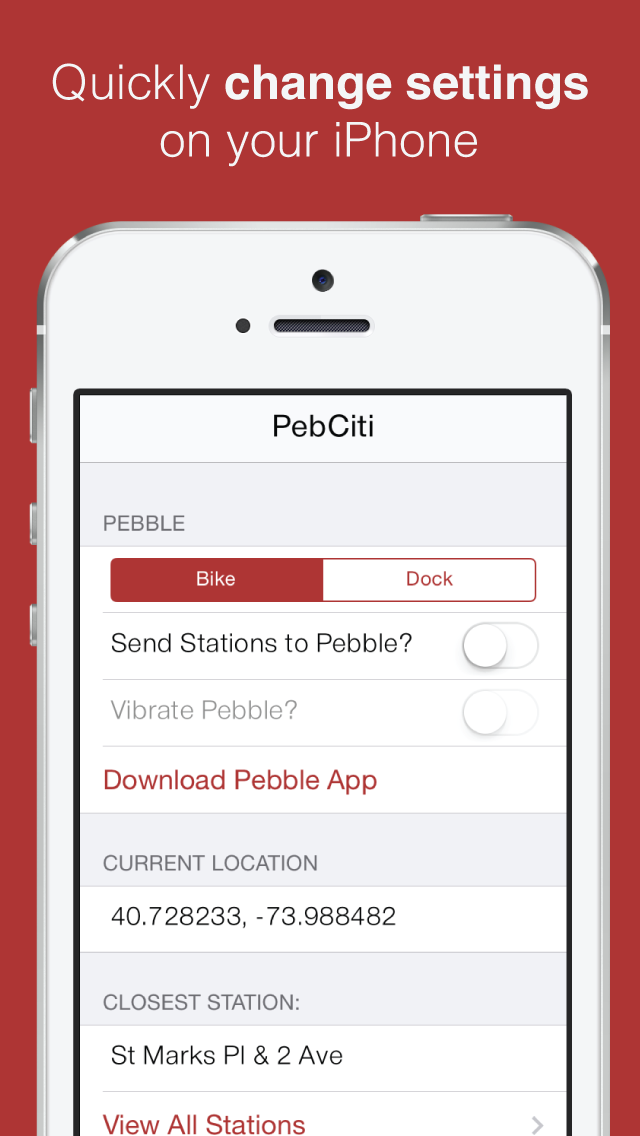 Quickly change settings
on your iPhone
PebCiti
PEBBLE
Bike
Dock
Send Stations to Pebble?
Vibrate Pebble?
Download Pebble App
CURRENT LOCATION
40.728233, -73.988482
CLOSEST STATION:
St Marks Pl & 2 Ave
View All Stations